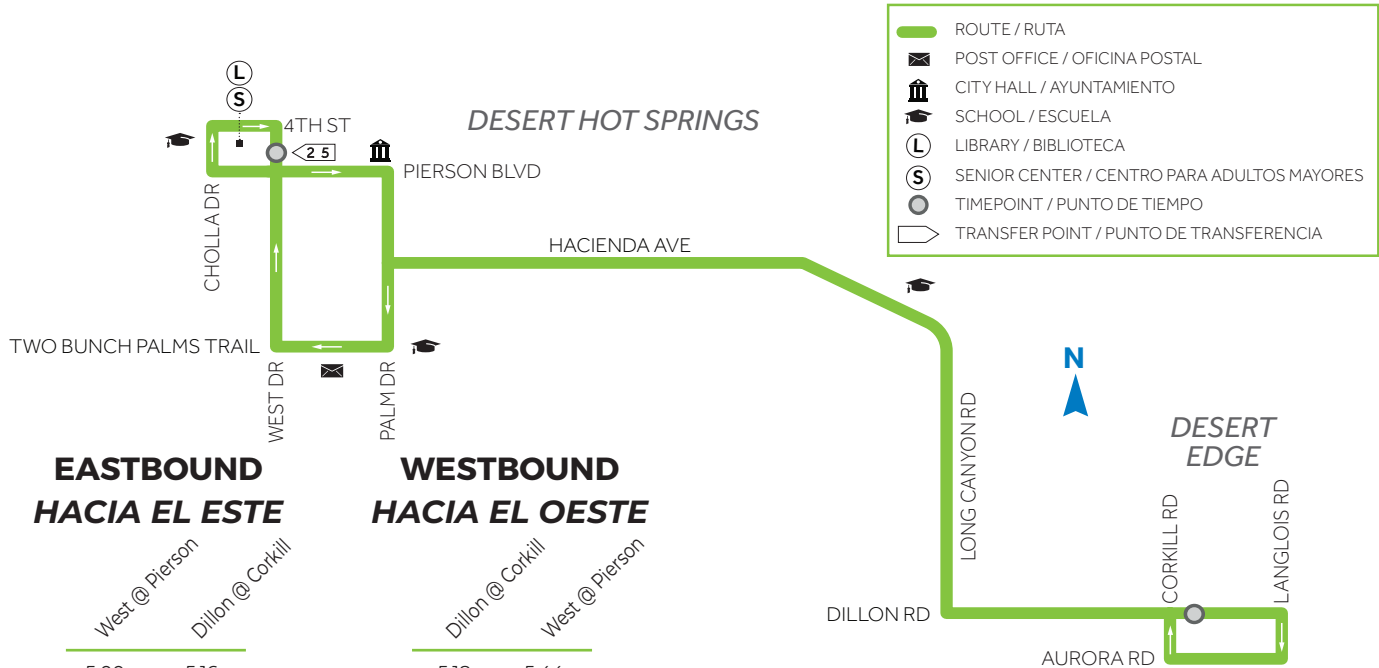 ROUTE / RUTA
POST OFFICE / OFICINA POSTAL
CITY HALL / AYUNTAMIENTO
SCHOOL / ESCUELA
L LIBRARY / BIBLIOTECA
S SENIOR CENTER / CENTRO PARA ADULTOS MAYORES
TIMEPOINT / PUNTO DE TIEMPO
TRANSFER POINT / PUNTO DE TRANSFERENCIA
L
S
4TH ST
DESERT HOT SPRINGS
2 5
PIERSON BLVD
CHOLLA DR
HACIENDA AVE
TWO BUNCH PALMS TRAIL
WEST DR
PALM DR
N
LONG CANYON RD
DESERT
EDGE
CORKILL RD
LANGLOIS RD
DILLON RD
AURORA RD
EASTBOUND
HACIA EL ESTE
West @ Pierson
Dillon @ Corkill
WESTBOUND
HACIA EL OESTE
Dillon @ Corkill
West @ Pierson